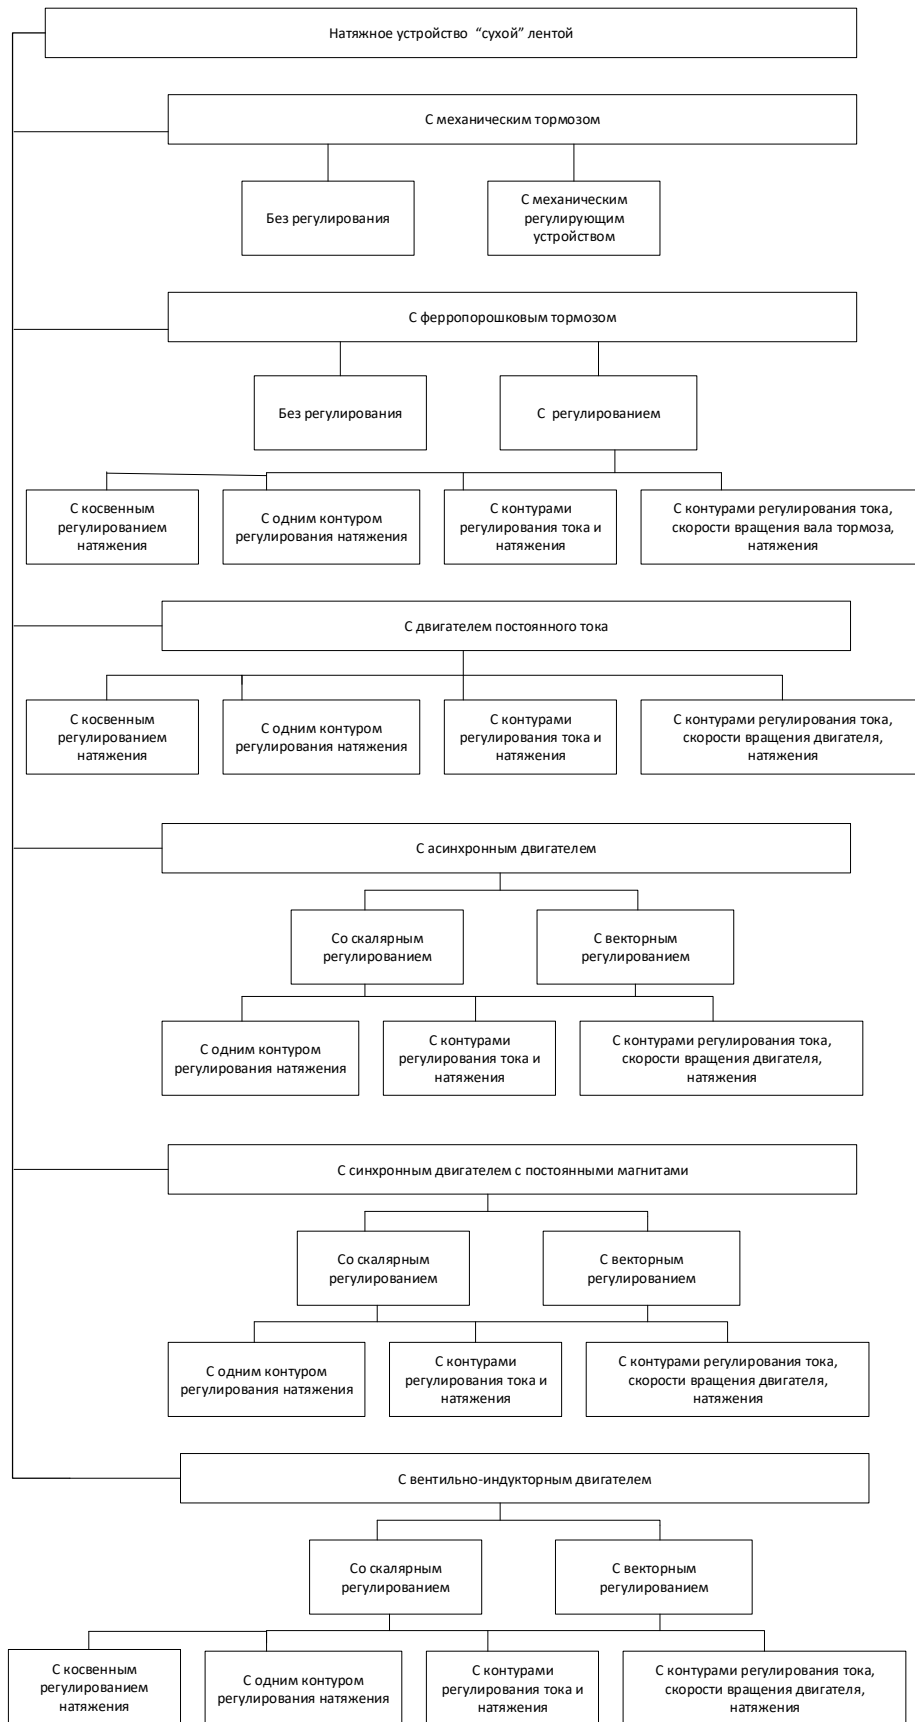 Натяжное устройство “сухой” лентой
С механическим тормозом
Без регулирования
С механическим
регулирующим
устройством
С ферропорошковым тормозом
Без регулирования
С регулированием
С косвенным
регулированием
натяжения
С одним контуром
регулирования натяжения
С контурами
регулирования тока и
натяжения
С контурами регулирования тока,
скорости вращения вала тормоза,
натяжения
С двигателем постоянного тока
С косвенным
регулированием
натяжения
С одним контуром
регулирования натяжения
С контурами
регулирования тока и
натяжения
С контурами регулирования тока,
скорости вращения двигателя,
натяжения
С асинхронным двигателем
Со скалярным
регулированием
С векторным
регулированием
С одним контуром
регулирования натяжения
С контурами
регулирования тока и
натяжения
С контурами регулирования тока,
скорости вращения двигателя,
натяжения
С синхронным двигателем с постоянными магнитами
Со скалярным
регулированием
С векторным
регулированием
С одним контуром
регулирования натяжения
С контурами
регулирования тока и
натяжения
С контурами регулирования тока,
скорости вращения двигателя,
натяжения
С вентильно-индукторным двигателем
Со скалярным
регулированием
С векторным
регулированием
С косвенным
регулированием
натяжения
С одним контуром
регулирования натяжения
С контурами
регулирования тока и
натяжения
С контурами регулирования тока,
скорости вращения двигателя,
натяжения